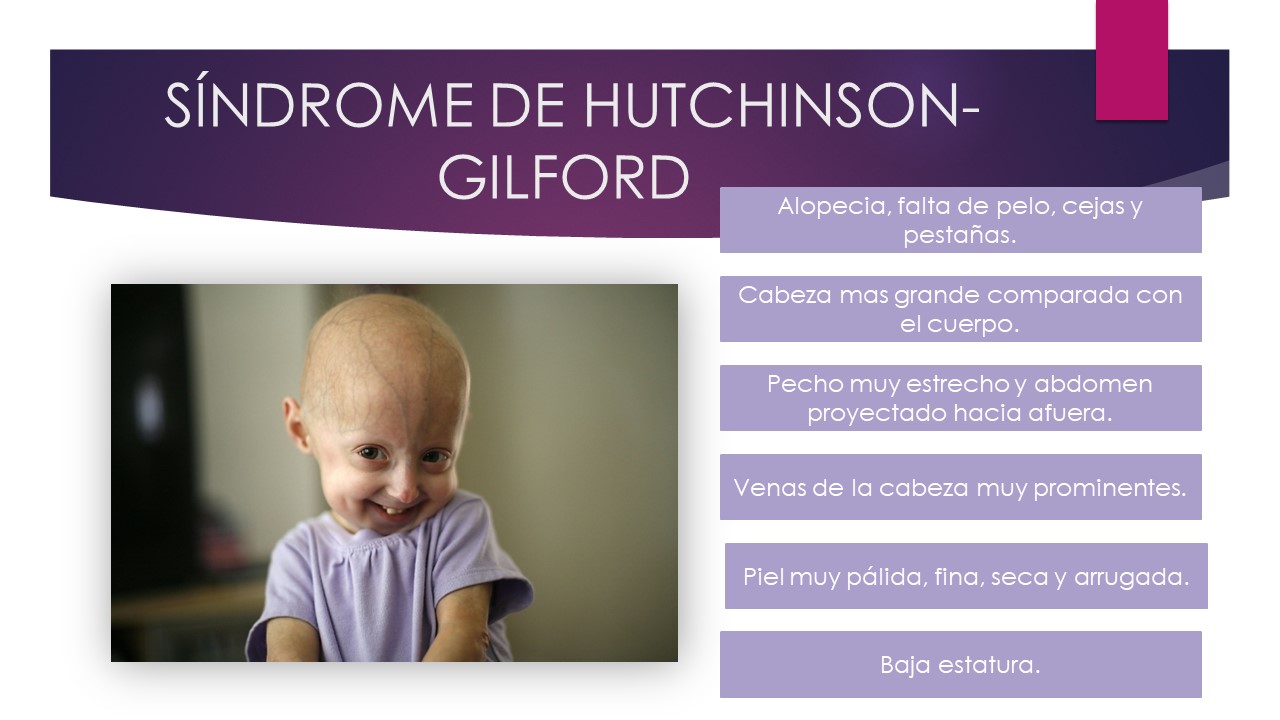 SÍNDROME DE HUTCHINSON-
GILFORD
Alopecia, falta de pelo, cejas y
pestañas.
Cabeza mas grande comparada con
el cuerpo.
Pecho muy estrecho y abdomen
proyectado hacia afuera.
Venas de la cabeza muy prominentes.
Piel muy pálida, fina, seca y arrugada.
Baja estatura.